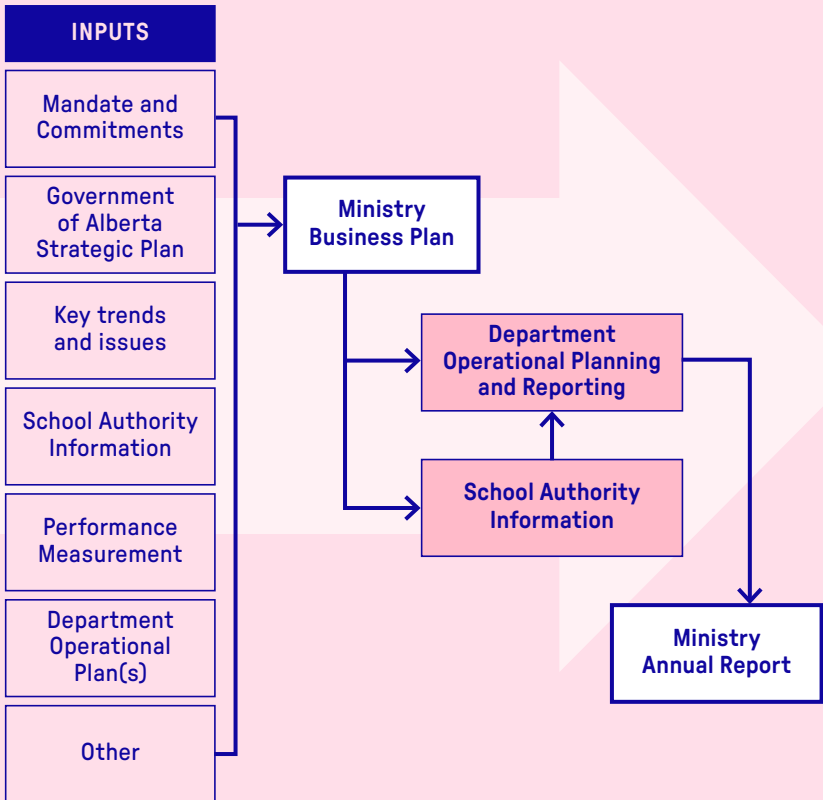 INPUTS
Mandate and
Commitments
Government
of Alberta
Strategic Plan
Key trends
and issues
School Authority
Information
Performance
Measurement
Department
Operational
Plan(s)
Other
Ministry
Business Plan
Department
Operational Planning
and Reporting
School Authority
Information
Ministry
Annual Report